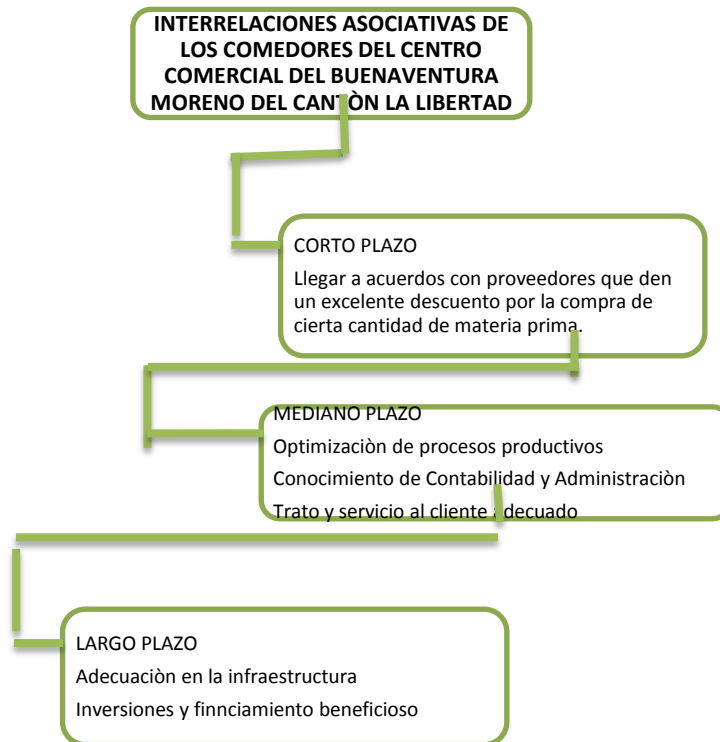 INTERRELACIONES ASOCIATIVAS DE
LOS COMEDORES DEL CENTRO
COMERCIAL DEL BUENAVENTURA
MORENO DEL CANTÒN LA LIBERTAD
CORTO PLAZO
Llegar a acuerdos con proveedores que den
un excelente descuento por la compra de
cierta cantidad de materia prima.
MEDIANO PLAZO
Optimizaciòn de procesos productivos
Conocimiento de Contabilidad y Administraciòn
Trato y servicio al cliente adecuado
LARGO PLAZO
Adecuaciòn en la infraestructura
Inversiones y finnciamiento beneficioso